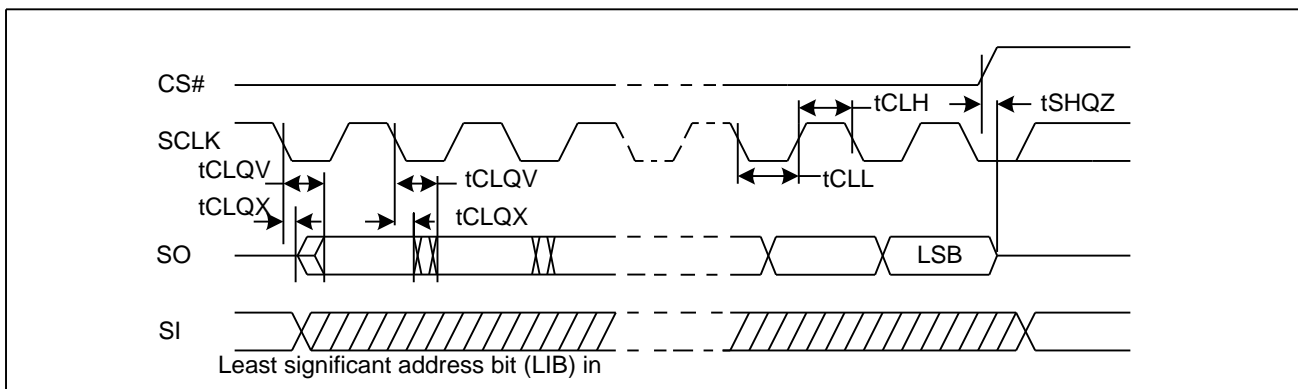 CS#
tCLH
tSHQZ
SCLK
tCLQV
tCLQV
tCLL
tCLQX
tCLQX
SO
LSB
SI
Least significant address bit (LIB) in